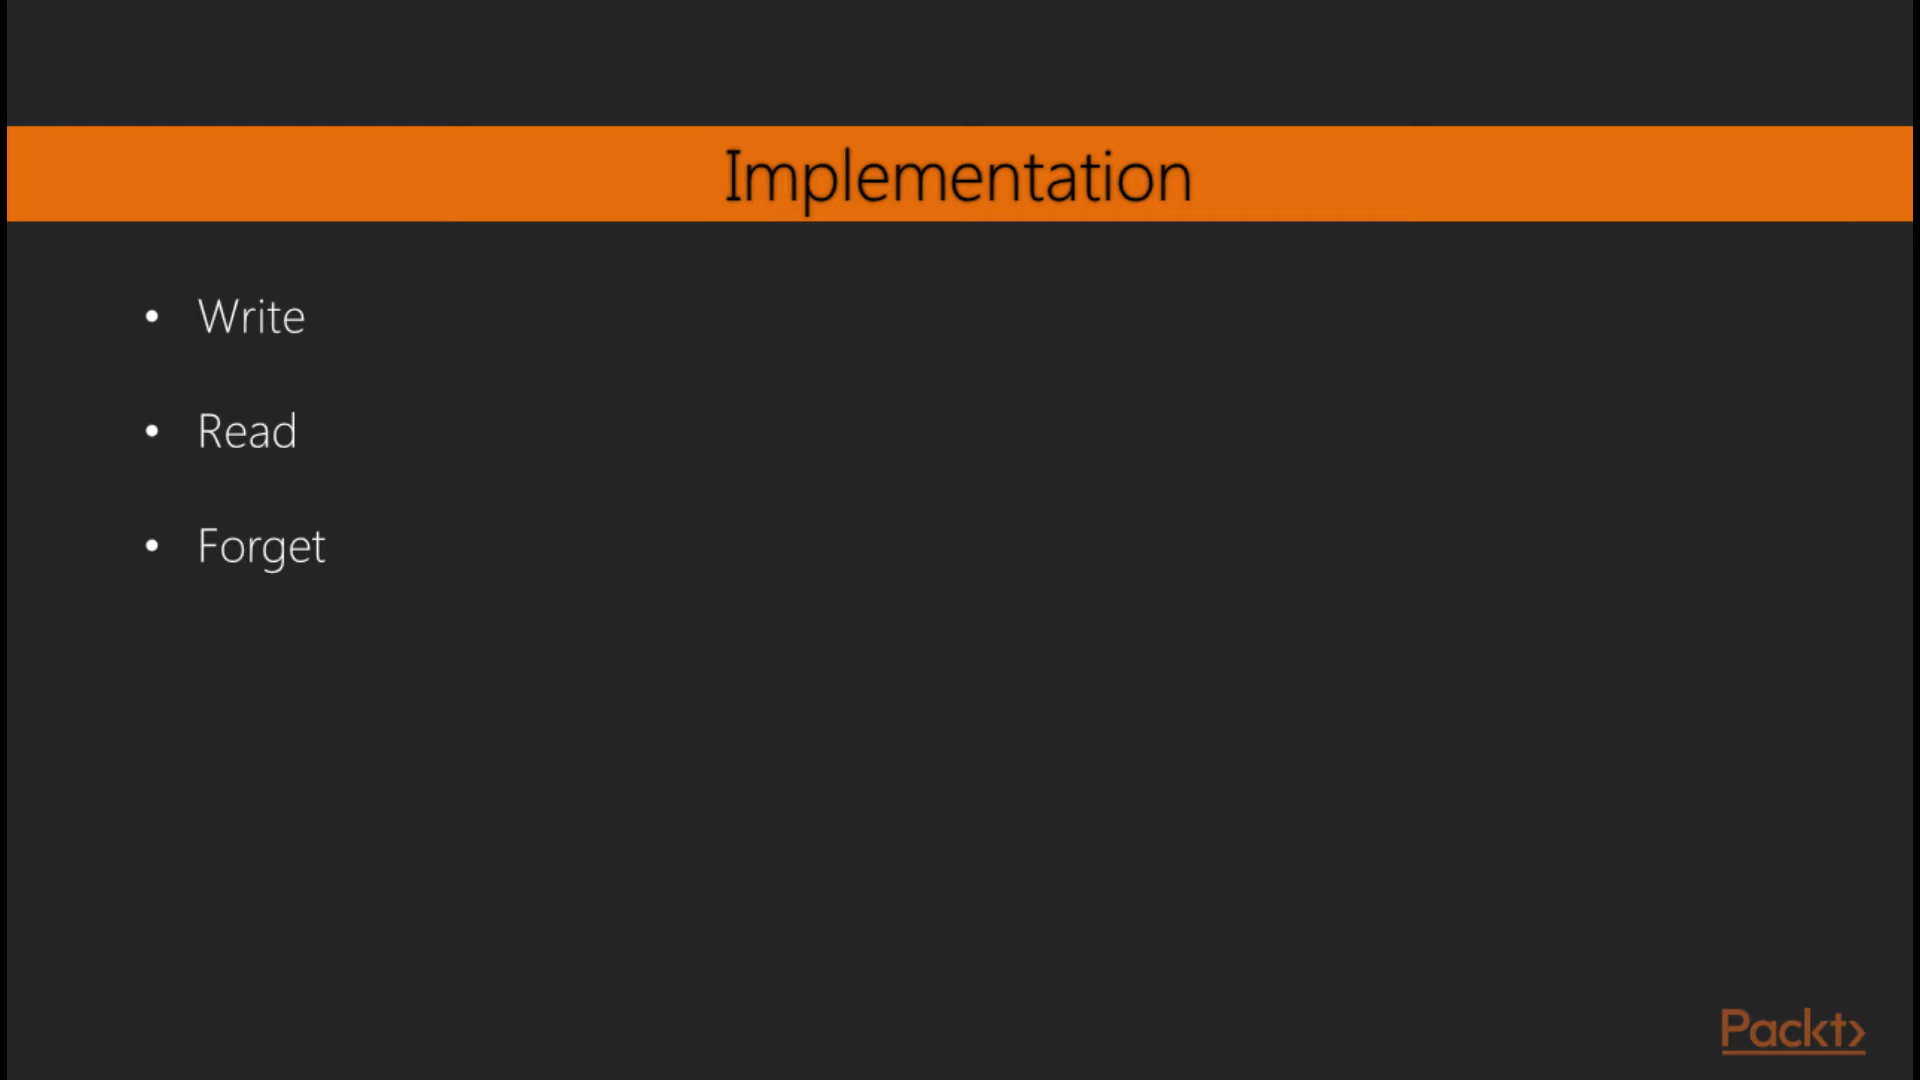 Implementation
• Write
• Read
• Forget
Packt>